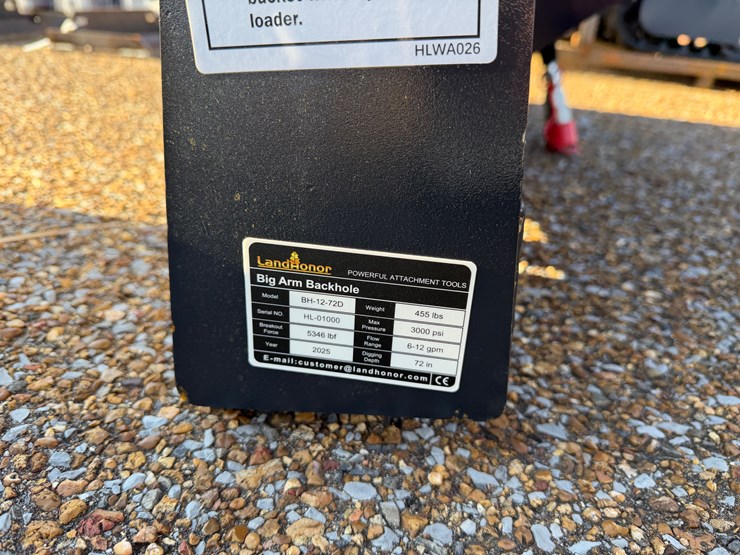 loader.
HLWA026
LandHonor POWERFUL ATTACHMENT TOOLS
Big Arm Backhole
Model BH-12-72D Weight 455 lbs
Serial NO. HL-01000 Max Pressure 3000 psi
Breakout Force 5346 lbf Flow Range 6-12 gpm
Year 2025 Digging Depth 72 in
E-mail:customer@landhonor.com CE